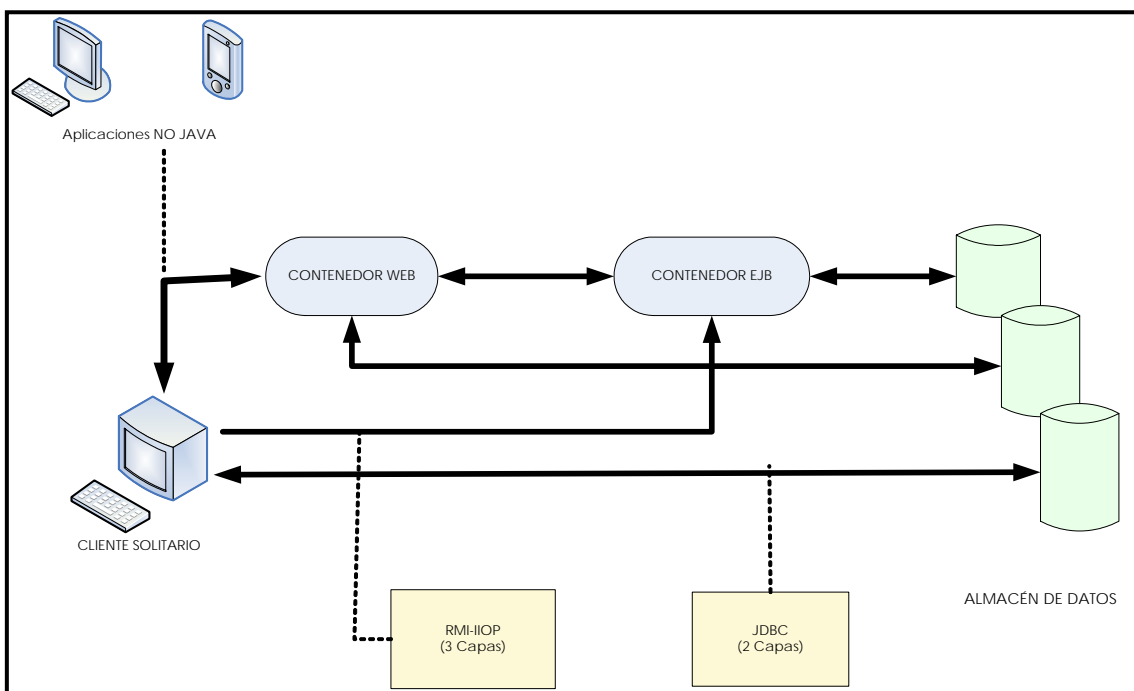 Aplicaciones NO JAVA
CONTENEDOR WEB
CONTENEDOR EJB
CLIENTE SOLITARIO
ALMACÉN DE DATOS
RMI-IIOP
(3 Capas)
JDBC
(2 Capas)